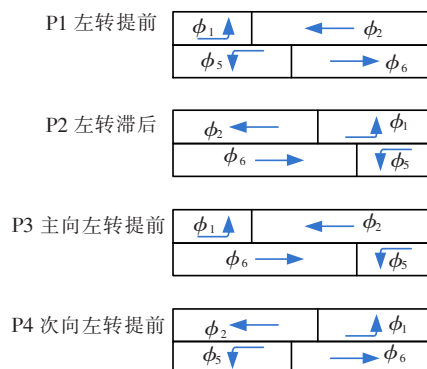 P1 左转提前
ϕ1 ϕ2
ϕ5 ϕ6
P2 左转滞后
ϕ2 ϕ1
ϕ6 ϕ5
P3 主向左转提前
ϕ1 ϕ2
ϕ6 ϕ5
P4 次向左转提前
ϕ2 ϕ1
ϕ5 ϕ6